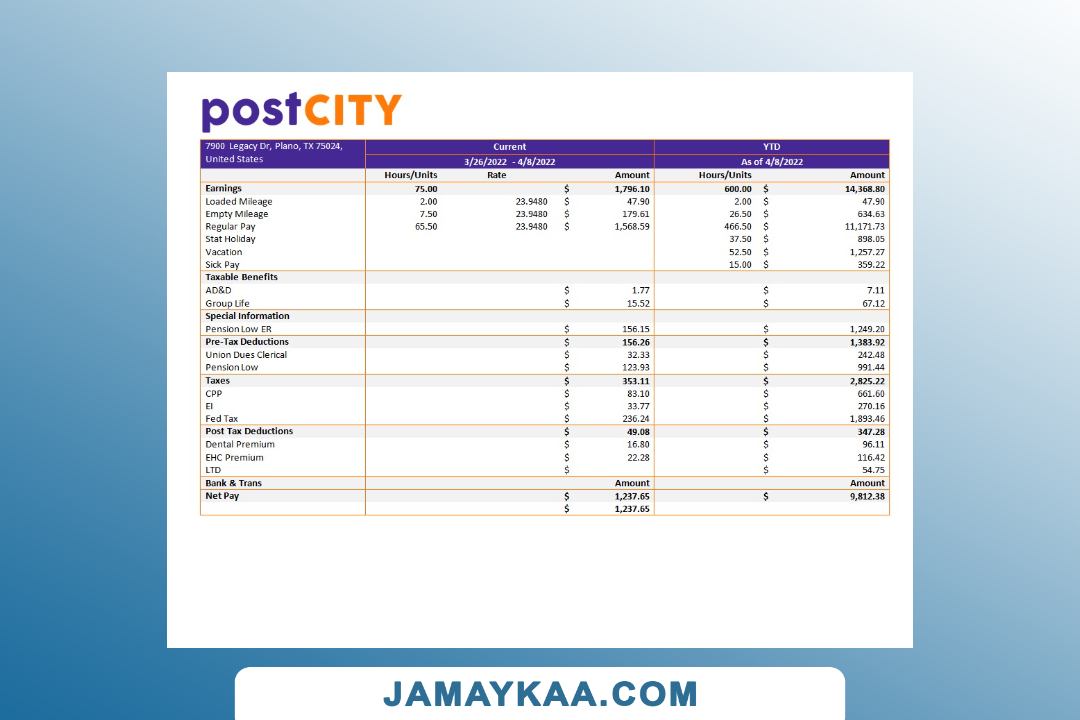 postCITY
7900 Legacy Dr, Plano, TX 75024, Current YTD
United States 3/26/2022 - 4/8/2022 As of 4/8/2022
Hours/Units Rate Amount Hours/Units Amount
Earnings 75.00 $ 1,796.10 600.00 $ 14,368.80
Loaded Mileage 2.00 23.9480 $ 47.90 2.00 $ 47.90
Empty Mileage 7.50 23.9480 $ 179.61 26.50 $ 634.63
Regular Pay 65.50 23.9480 $ 1,568.59 466.50 $ 11,171.73
Stat Holiday 37.50 $ 898.05
Vacation 52.50 $ 1,257.27
Sick Pay 15.00 $ 359.22
Taxable Benefits
AD&D $ 1.77 $ 7.11
Group Life $ 15.52 $ 67.12
Special Information
Pension Low ER $ 156.15 $ 1,249.20
Pre-Tax Deductions $ 156.26 $ 1,383.92
Union Dues Clerical $ 32.33 $ 242.48
Pension Low $ 123.93 $ 991.44
Taxes $ 353.11 $ 2,825.22
CPP $ 83.10 $ 661.60
EI $ 33.77 $ 270.16
Fed Tax $ 236.24 $ 1,893.46
Post Tax Deductions $ 49.08 $ 347.28
Dental Premium $ 16.80 $ 96.11
EHC Premium $ 22.28 $ 116.42
LTD $ $ 54.75
Bank & Trans Amount Amount
Net Pay $ 1,237.65 $ 9,812.38
$ 1,237.65
JAMAYKAA.COM